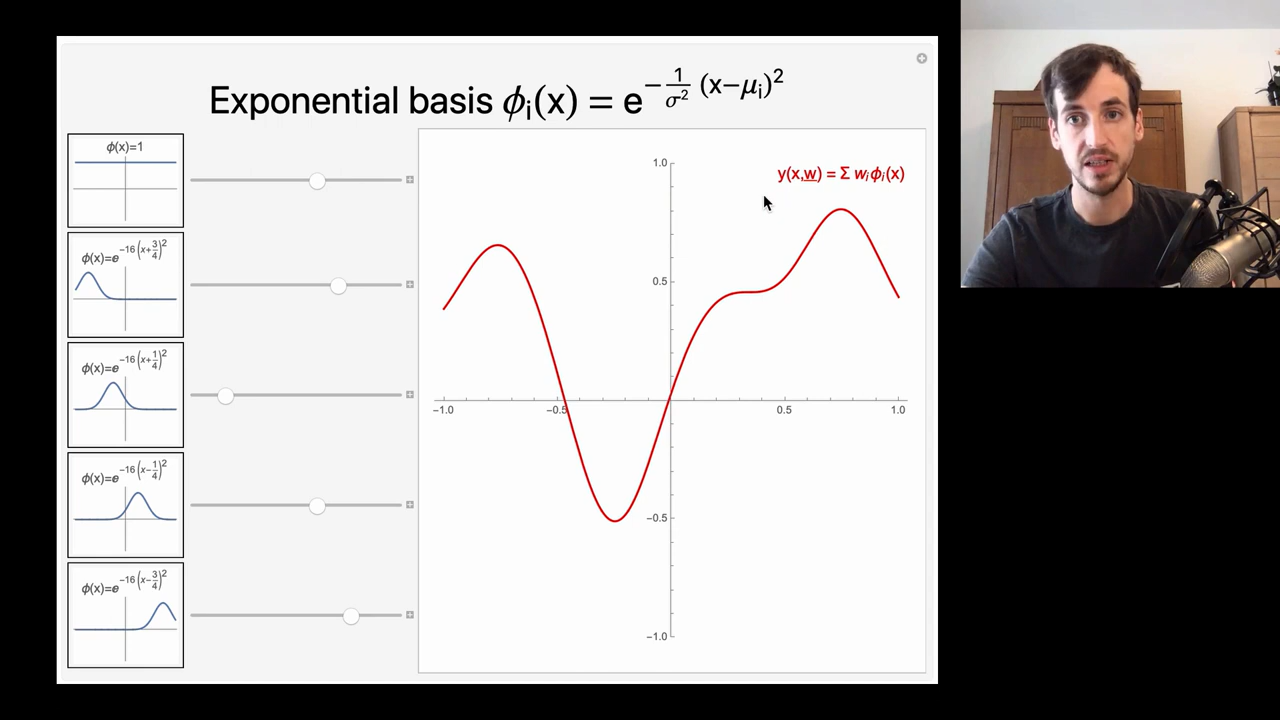 Exponential basis ϕᵢ(x) = e^(−(1/σ²) (x−μᵢ)²)
ϕ(x)=1
ϕ(x)=e^(−16 (x+3/4)²)
ϕ(x)=e^(−16 (x+1/4)²)
ϕ(x)=e^(−16 (x−1/4)²)
ϕ(x)=e^(−16 (x−3/4)²)
y(x,w) = Σ wᵢϕᵢ(x)
1.0
0.5
−1.0
−0.5
0.5
1.0
−0.5
−1.0